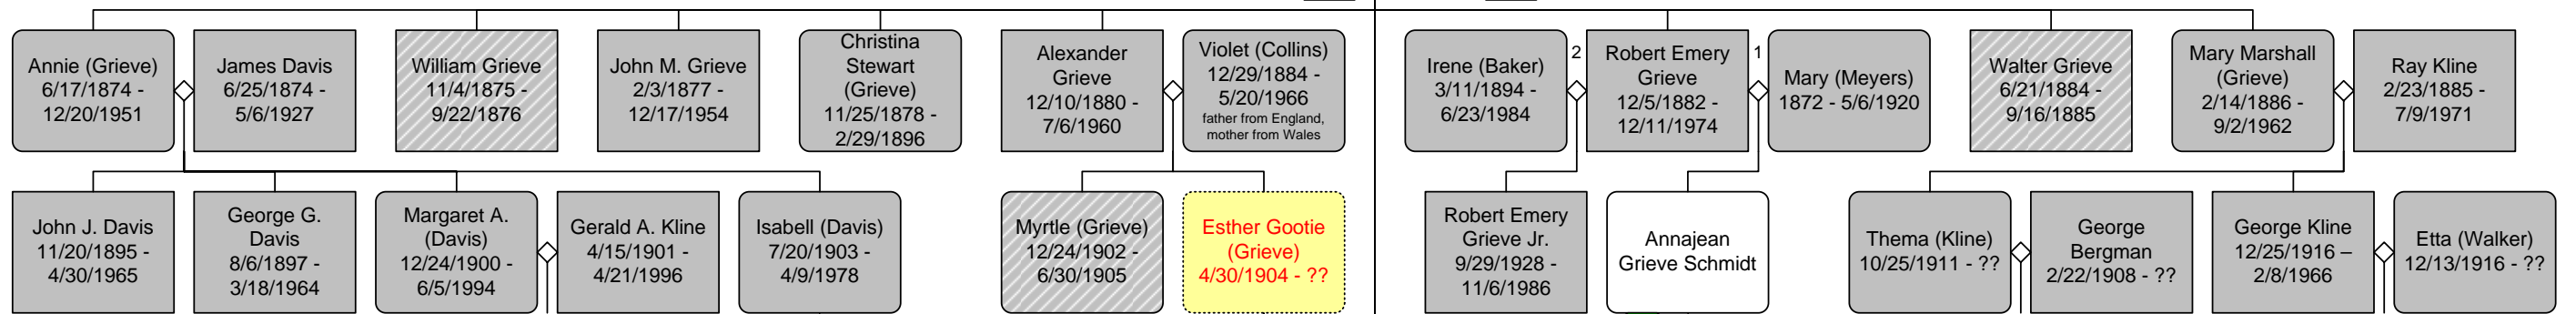 Annie (Grieve)
6/17/1874 -
12/20/1951
James Davis
6/25/1874 -
5/6/1927
William Grieve
11/4/1875 -
9/22/1876
John M. Grieve
2/3/1877 -
12/17/1954
Christina
Stewart
(Grieve)
11/25/1878 -
2/29/1896
Alexander
Grieve
12/10/1880 -
7/6/1960
Violet (Collins)
12/29/1884 -
5/20/1966
father from England,
mother from Wales
Irene (Baker)
3/11/1894 -
6/23/1984
2
Robert Emery
Grieve
12/5/1882 -
12/11/1974
1
Mary (Meyers)
1872 - 5/6/1920
Walter Grieve
6/21/1884 -
9/16/1885
Mary Marshall
(Grieve)
2/14/1886 -
9/2/1962
Ray Kline
2/23/1885 -
7/9/1971
John J. Davis
11/20/1895 -
4/30/1965
George G.
Davis
8/6/1897 -
3/18/1964
Margaret A.
(Davis)
12/24/1900 -
6/5/1994
Gerald A. Kline
4/15/1901 -
4/21/1996
Isabell (Davis)
7/20/1903 -
4/9/1978
Myrtle (Grieve)
12/24/1902 -
6/30/1905
Esther Gootie
(Grieve)
4/30/1904 - ??
Robert Emery
Grieve Jr.
9/29/1928 -
11/6/1986
Annajean
Grieve Schmidt
Thema (Kline)
10/25/1911 - ??
George
Bergman
2/22/1908 - ??
George Kline
12/25/1916 –
2/8/1966
Etta (Walker)
12/13/1916 - ??